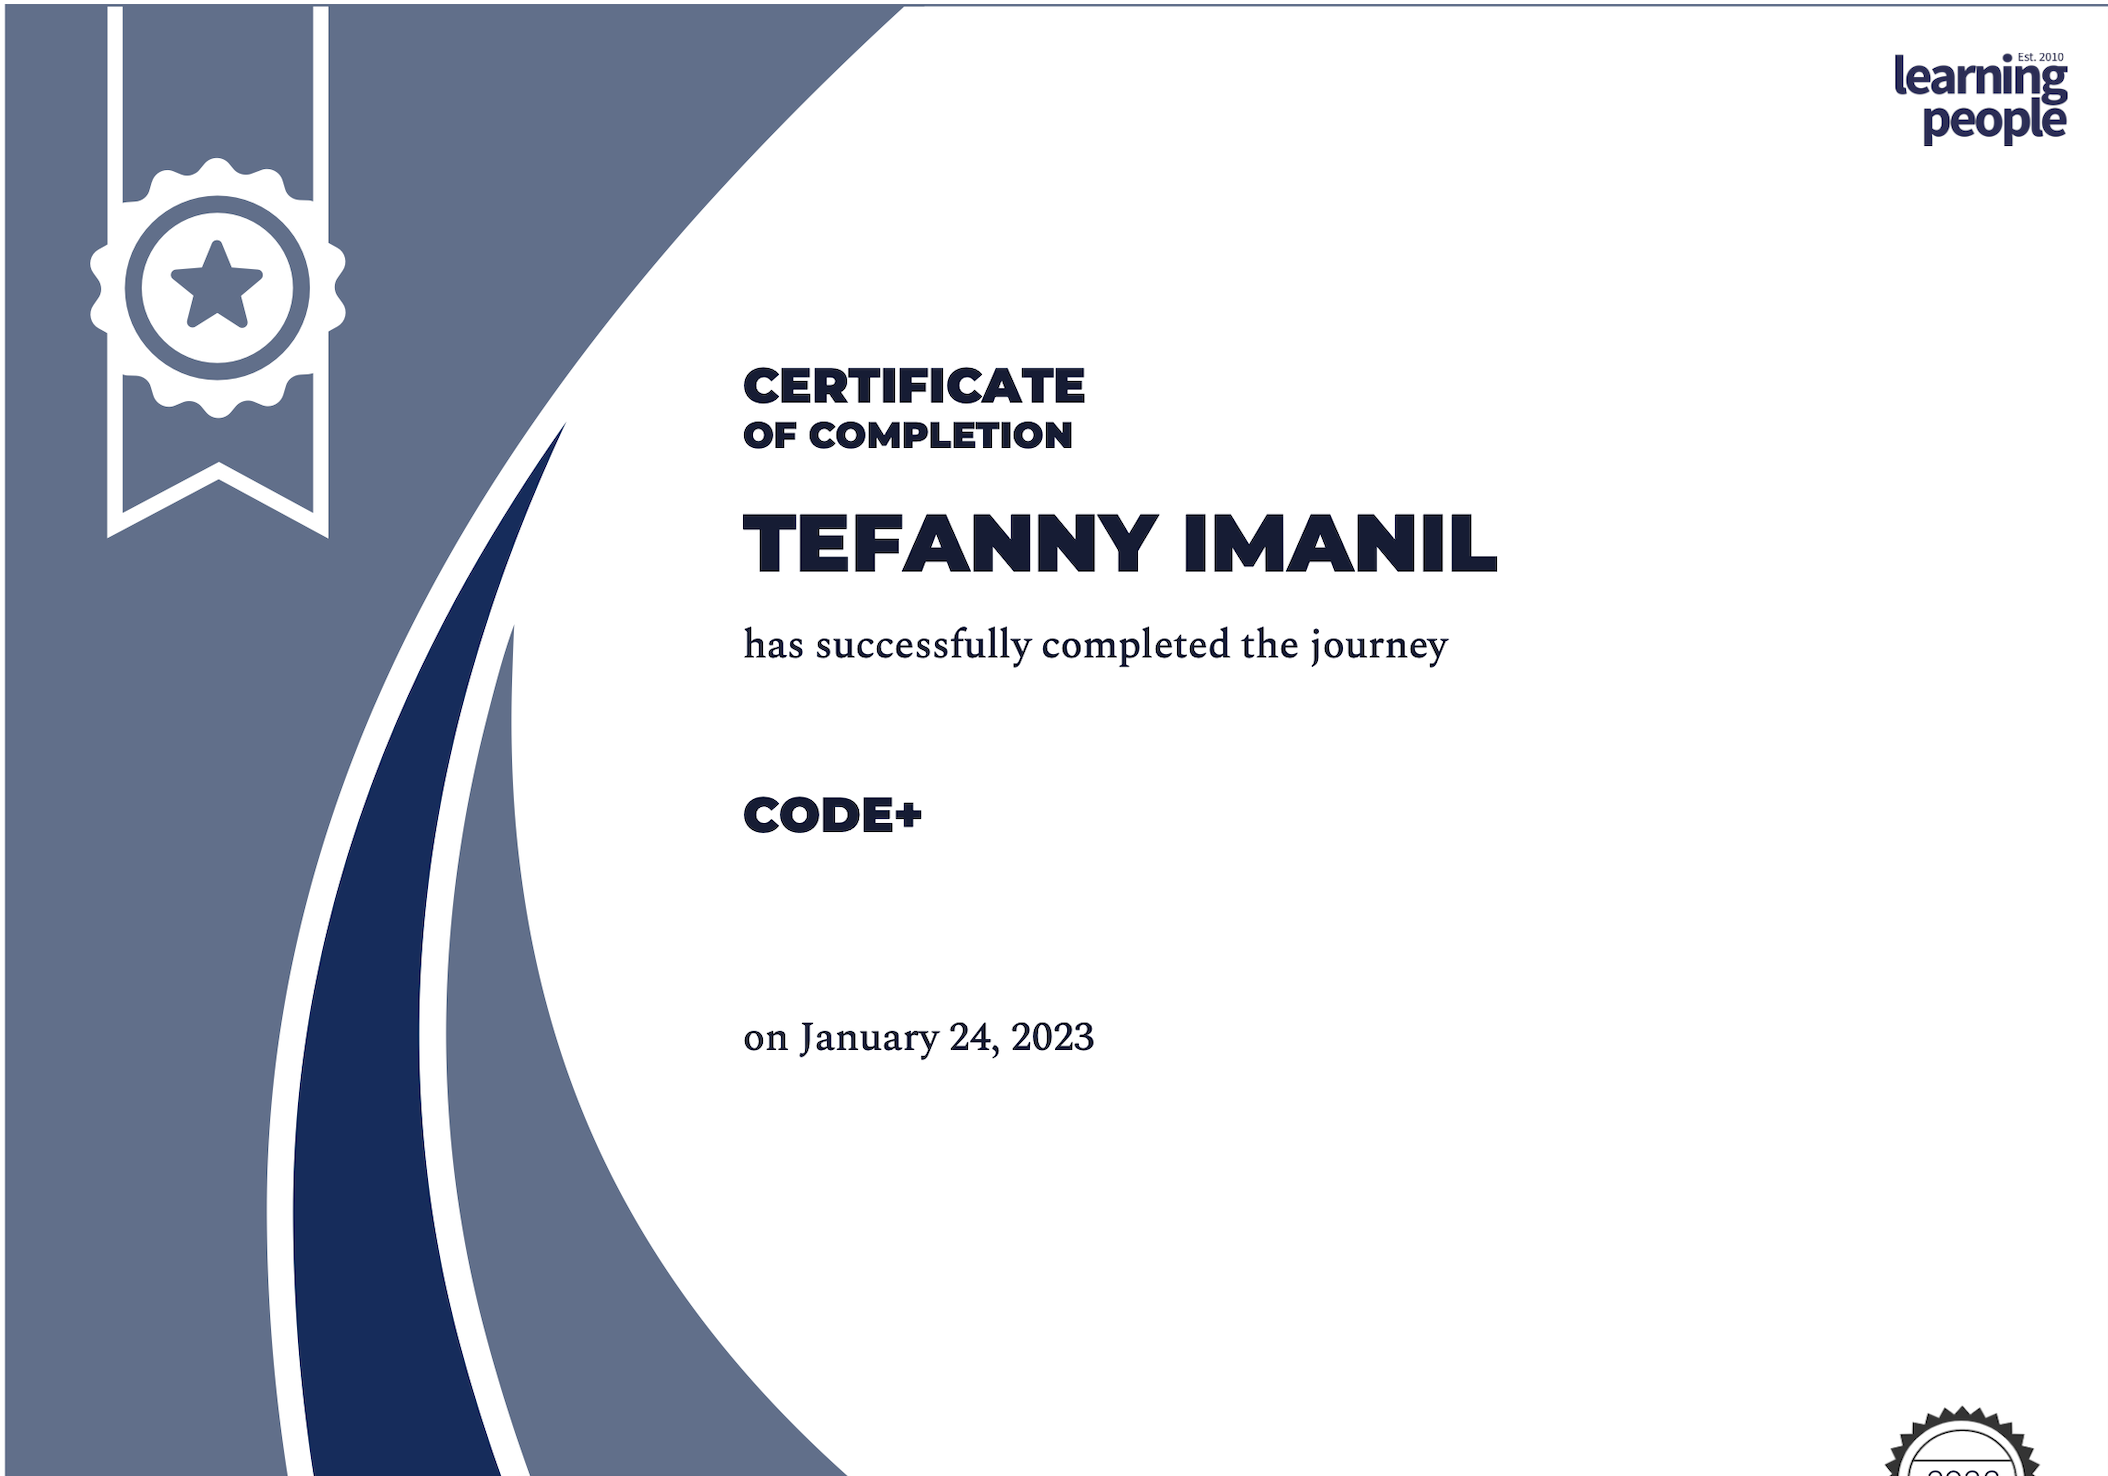 Est. 2010
learning
people
CERTIFICATE
OF COMPLETION
TEFANNY IMANIL
has successfully completed the journey
CODE+
on January 24, 2023